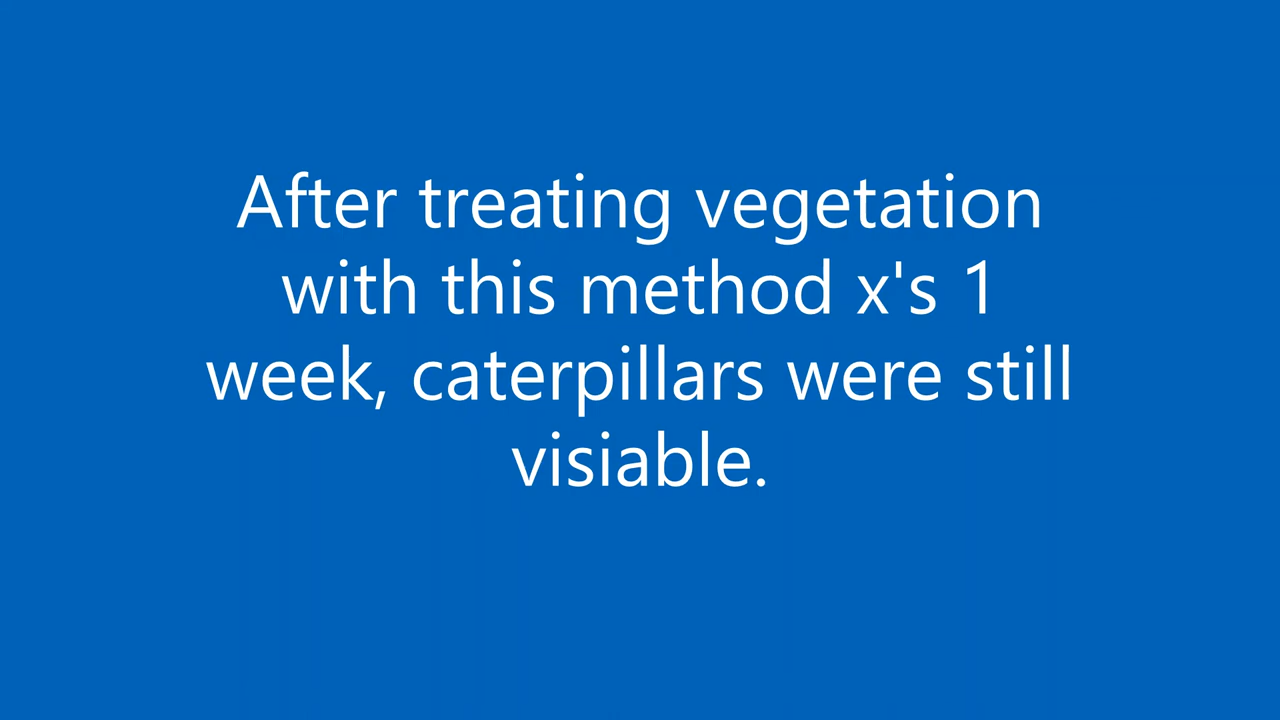 After treating vegetation
with this method x's 1
week, caterpillars were still
visiable.